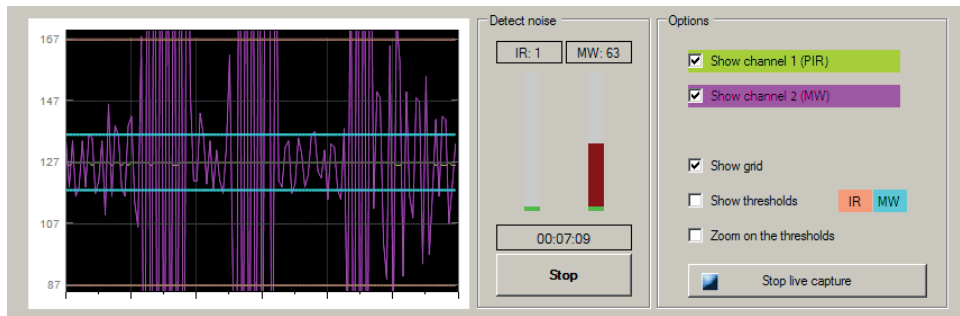 167
147
127
107
87
Detect noise
IR: 1
MW: 63
00:07:09
Stop
Options
Show channel 1 (PIR)
Show channel 2 (MW)
Show grid
Show thresholds
IR
MW
Zoom on the thresholds
Stop live capture